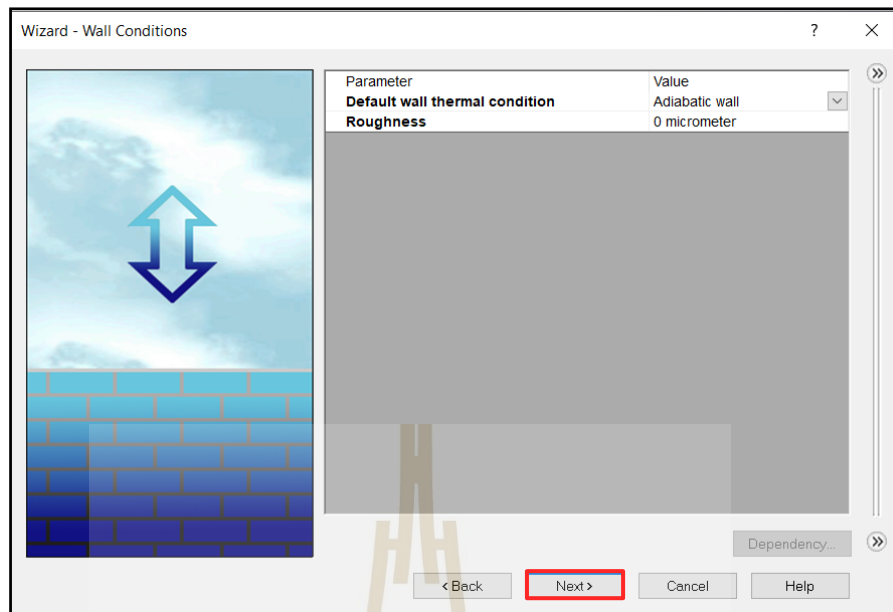 Wizard - Wall Conditions ?
Parameter Value
Default wall thermal condition Adiabatic wall
Roughness 0 micrometer
Dependency...
< Back Next > Cancel Help